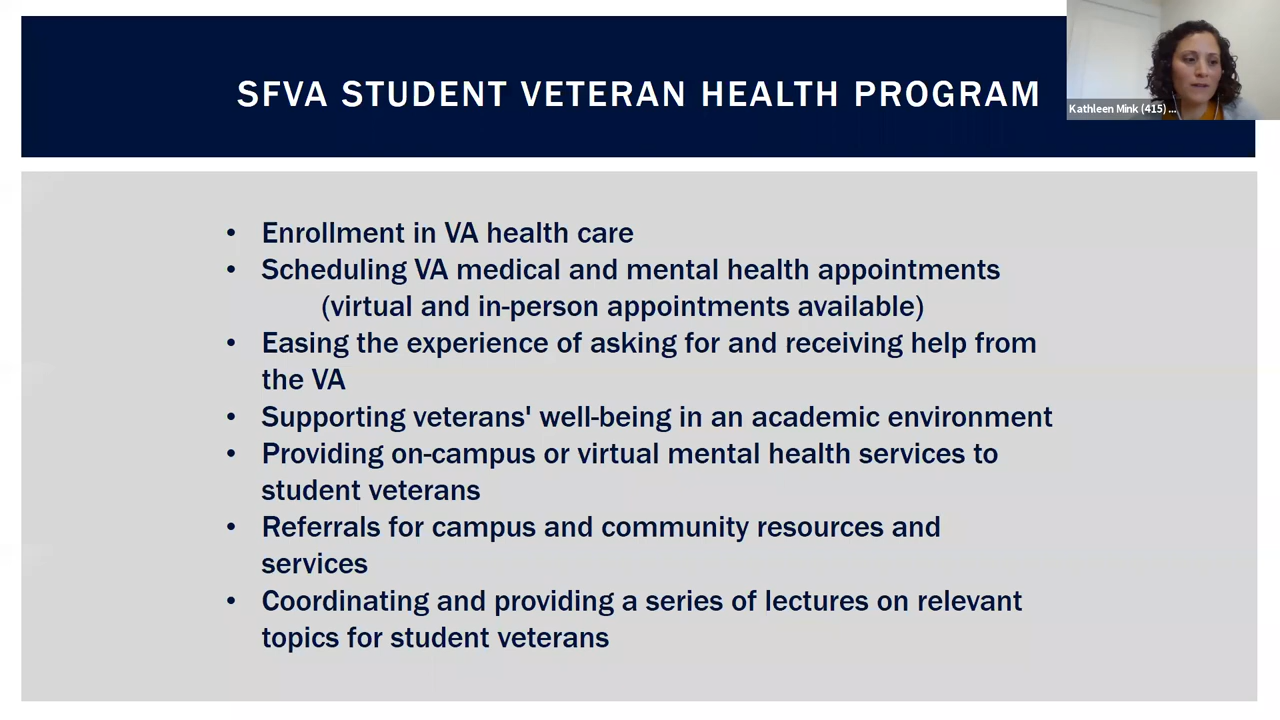 SFVA STUDENT VETERAN HEALTH PROGRAM
Kathleen Mink (415) ...
• Enrollment in VA health care
• Scheduling VA medical and mental health appointments
(virtual and in-person appointments available)
• Easing the experience of asking for and receiving help from
the VA
• Supporting veterans' well-being in an academic environment
• Providing on-campus or virtual mental health services to
student veterans
• Referrals for campus and community resources and
services
• Coordinating and providing a series of lectures on relevant
topics for student veterans